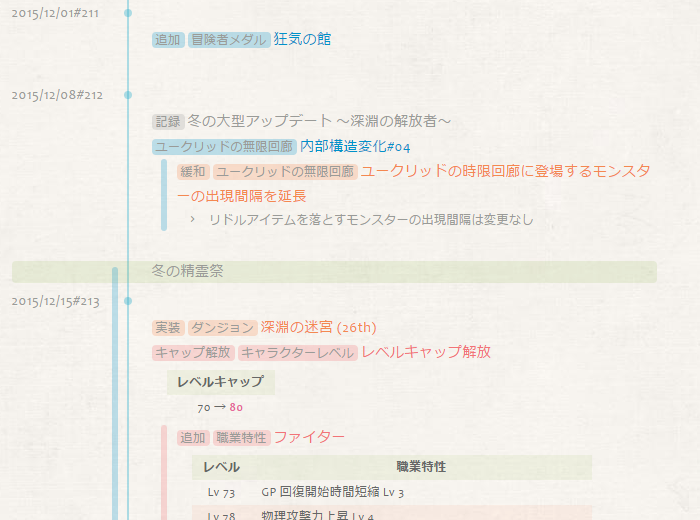 2015/12/01#211
追加 冒険者メダル 狂気の館
2015/12/08#212
記録 冬の大型アップデート ～深淵の解放者～
ユークリッドの無限回廊 内部構造変化#04
緩和 ユークリッドの無限回廊 ユークリッドの時限回廊に登場するモンスタ
ーの出現間隔を延長
› リドルアイテムを落とすモンスターの出現間隔は変更なし
冬の精霊祭
2015/12/15#213
実装 ダンジョン 深淵の迷宮 (26th)
キャップ解放 キャラクターレベル レベルキャップ解放
レベルキャップ
70 → 80
追加 職業特性 ファイター
レベル 職業特性
Lv 73 GP 回復開始時間短縮 Lv 3
Lv 78 物理攻撃力上昇 Lv 4